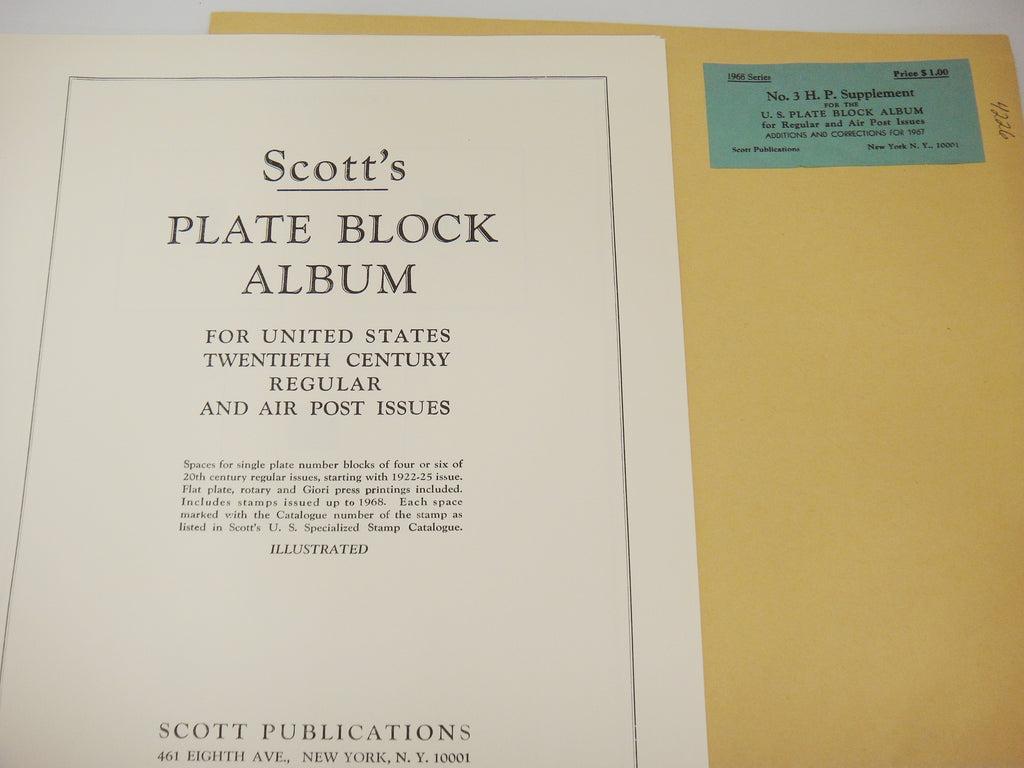 Scott's
PLATE BLOCK
ALBUM
FOR UNITED STATES
TWENTIETH CENTURY
REGULAR
AND AIR POST ISSUES
Spaces for single plate number blocks of four or six of
20th century regular issues, starting with 1922-25 issue.
Flat plate, rotary and Giori press printings included.
Includes stamps issued up to 1968. Each space
marked with the Catalogue number of the stamp as
listed in Scott's U. S. Specialized Stamp Catalogue.
ILLUSTRATED
SCOTT PUBLICATIONS
461 EIGHTH AVE., NEW YORK, N. Y. 10001
1968 Series Price $1.00
No. 3 H. P. Supplement
FOR THE
U. S. PLATE BLOCK ALBUM
for Regular and Air Post Issues
ADDITIONS AND CORRECTIONS FOR 1967
Scott Publications New York N. Y., 10001
4226